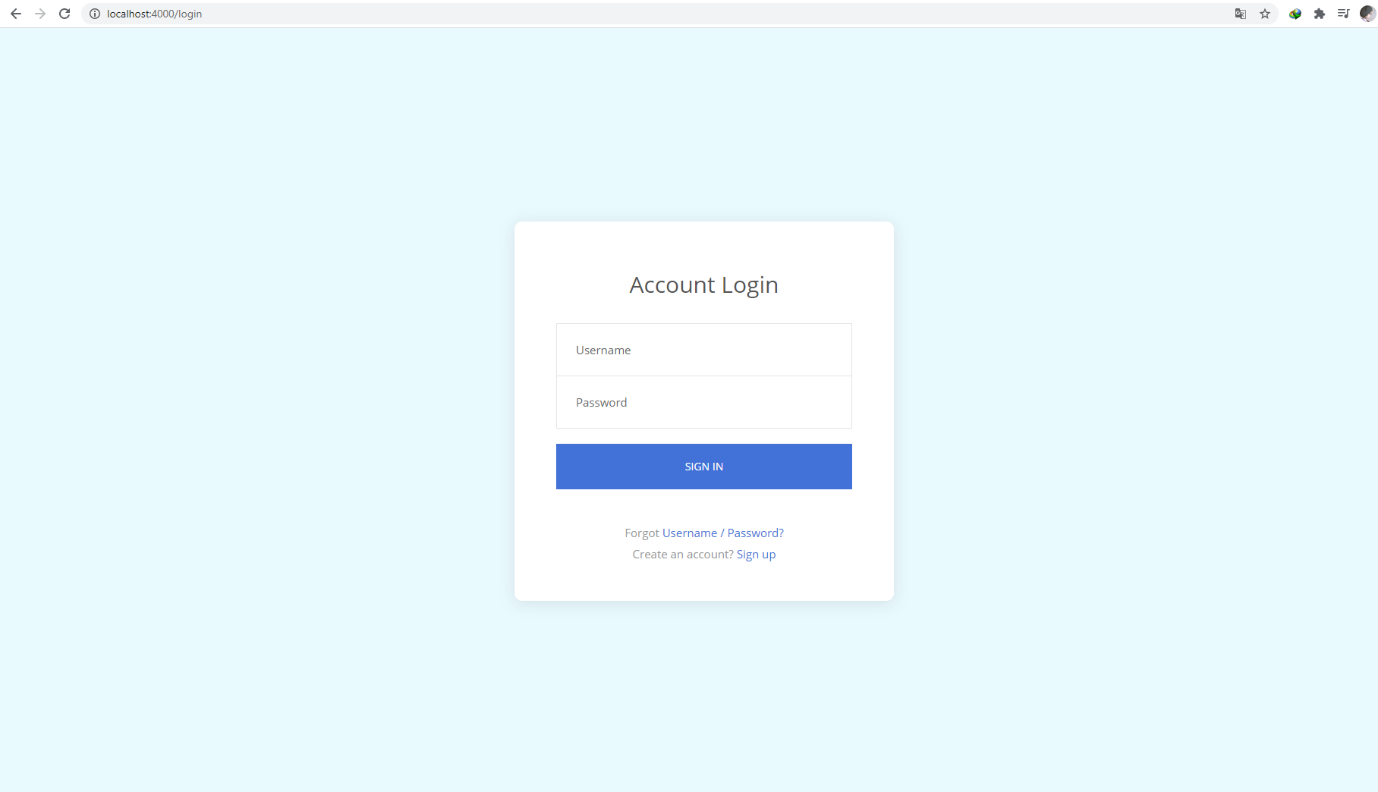 localhost:4000/login
Account Login
Username
Password
SIGN IN
Forgot Username / Password?
Create an account? Sign up